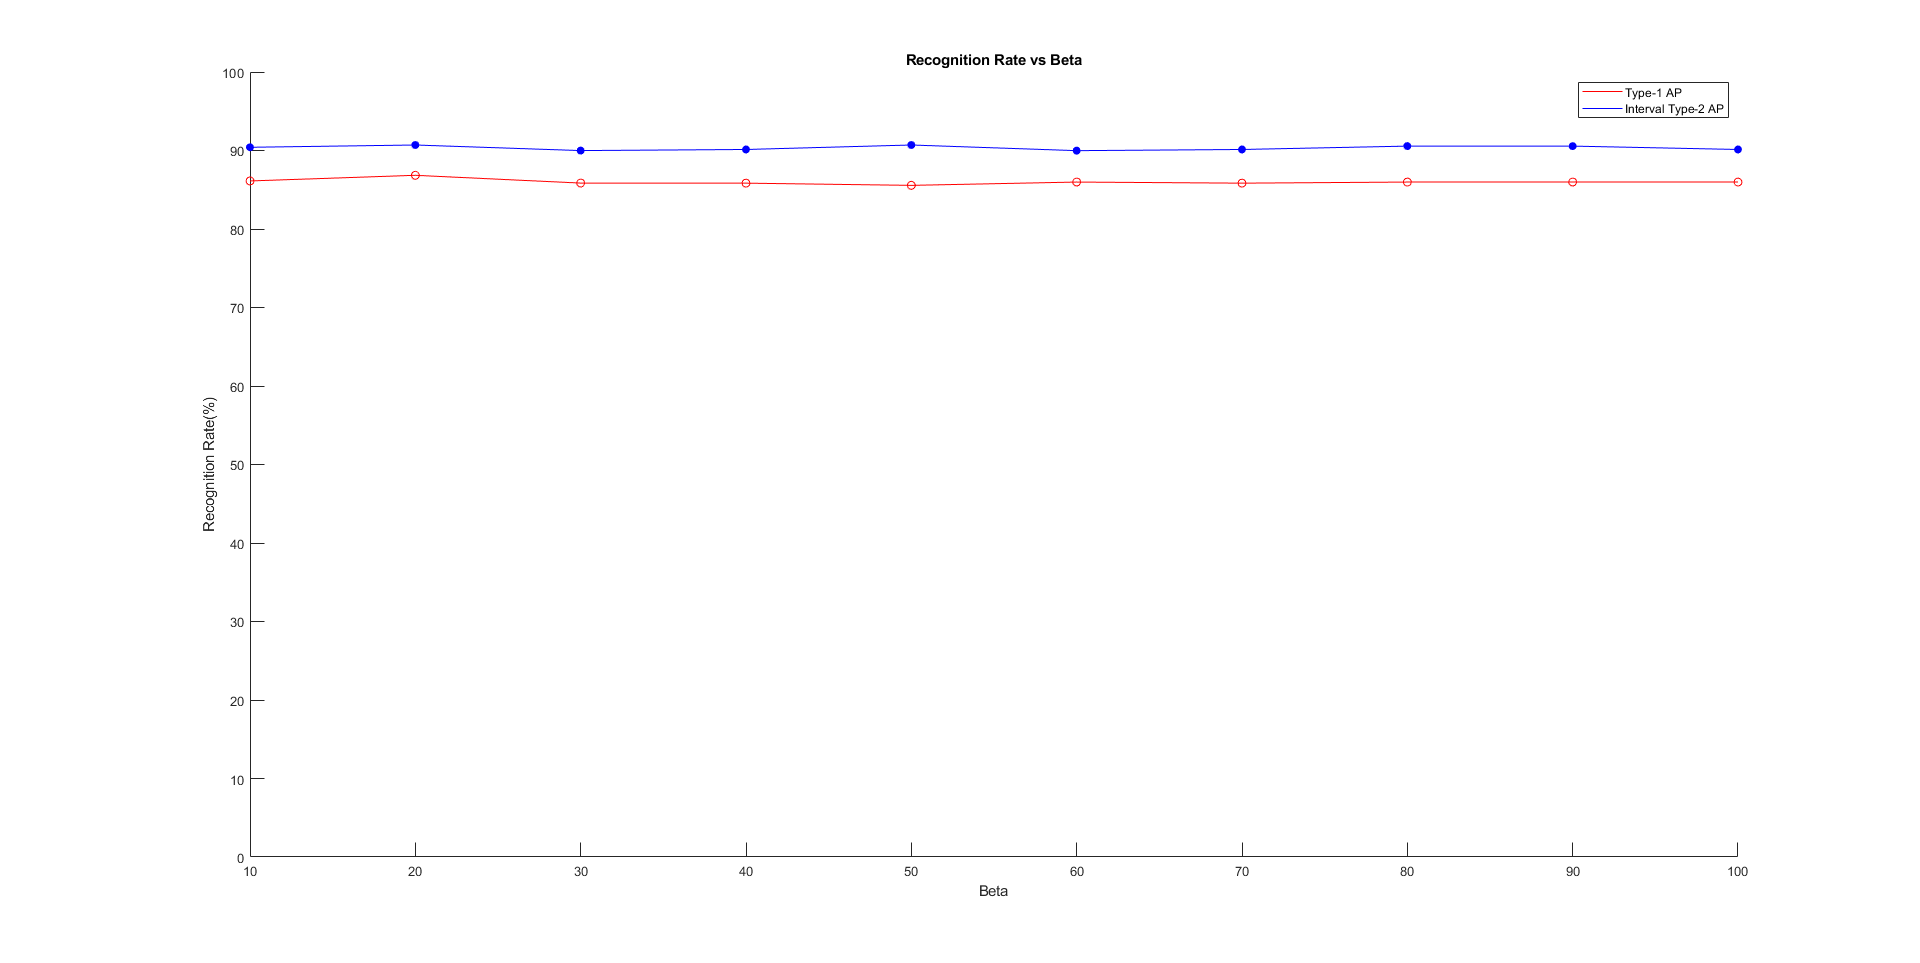 Recognition Rate vs Beta
Type-1 AP
Interval Type-2 AP
100
90
80
70
60
50
40
30
20
10
0
Recognition Rate(%)
10 20 30 40 50 60 70 80 90 100
Beta